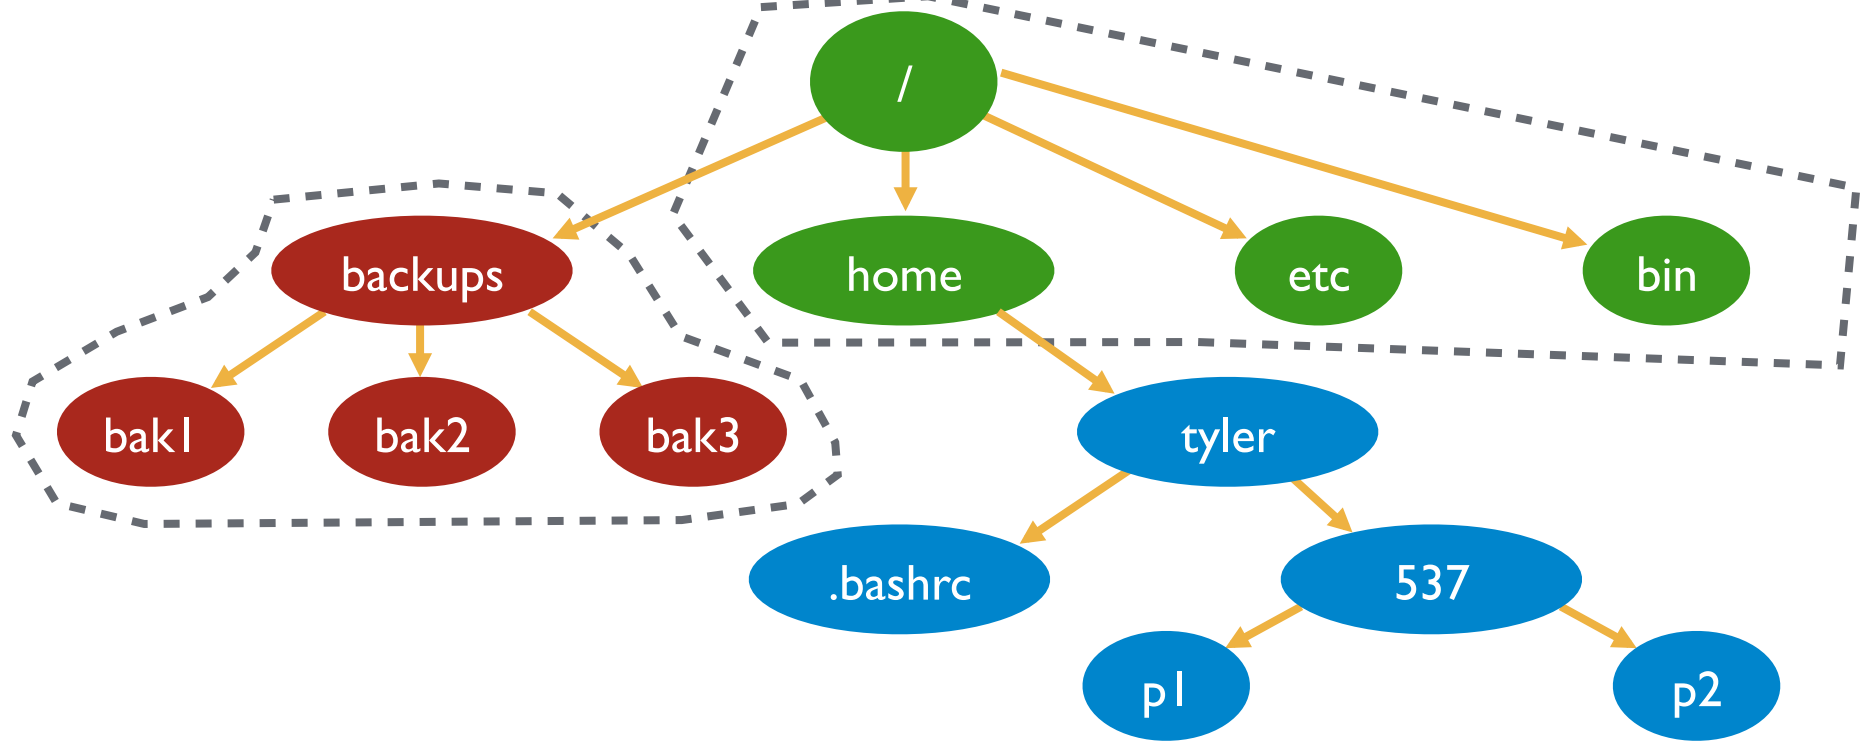 /
backups
home
etc
bin
bak1
bak2
bak3
tyler
.bashrc
537
p1
p2